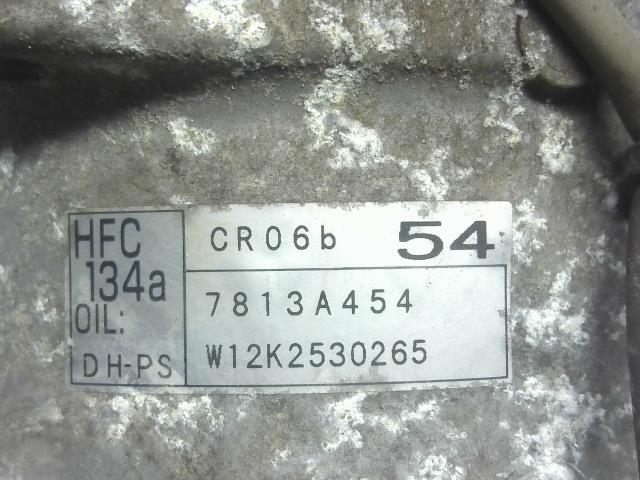 HFC
134a
OIL:
DH-PS
CR06b 54
7813A454
W12K2530265